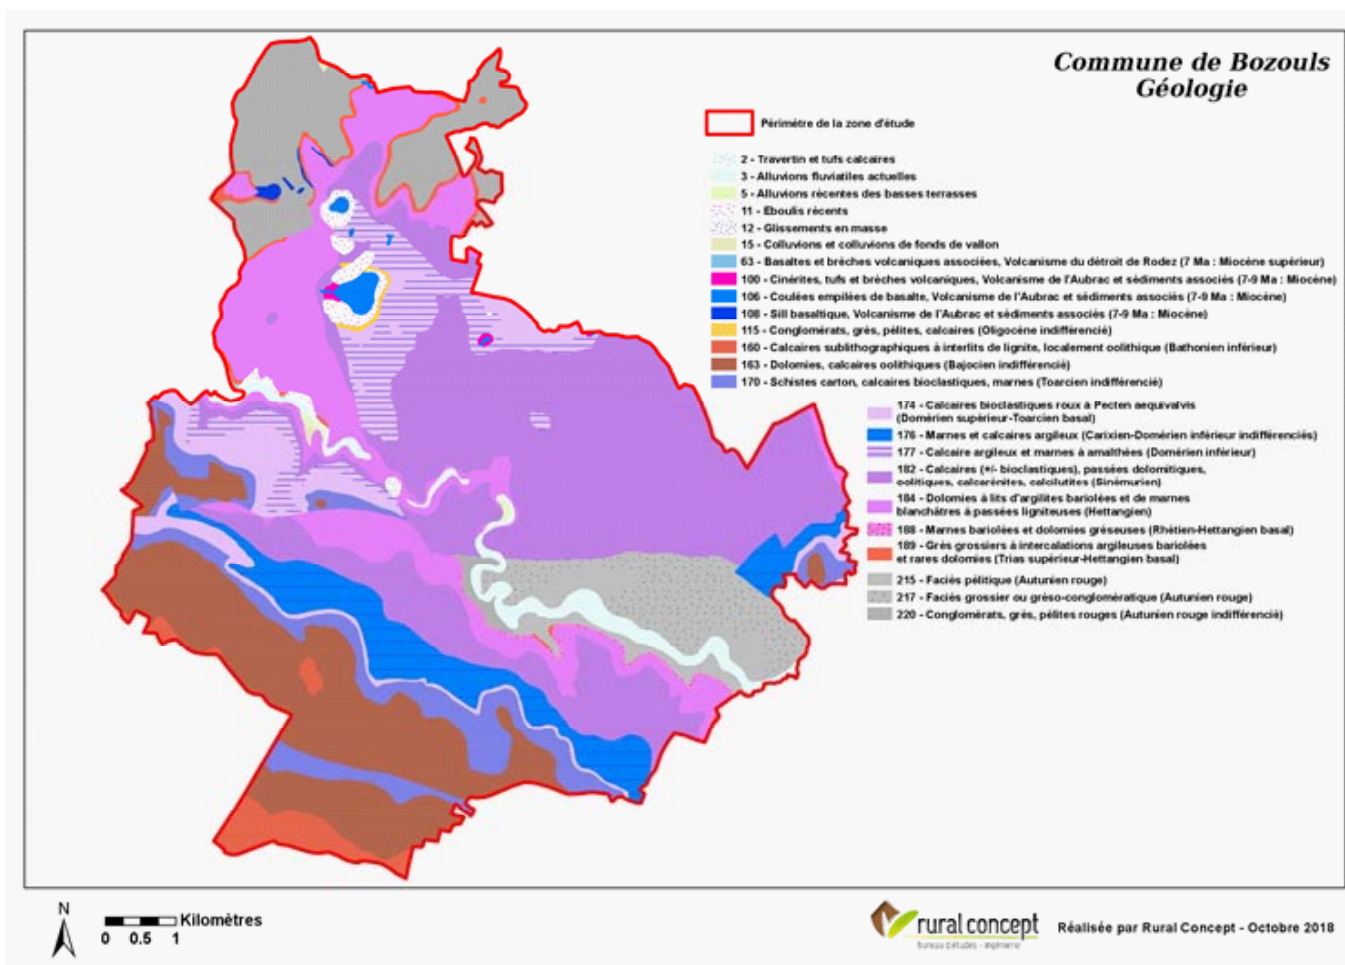 Commune de Bozouls
Géologie
Périmètre de la zone d'étude
2 - Travertin et tufs calcaires
3 - Alluvions fluviatiles actuelles
5 - Alluvions récentes des basses terrasses
11 - Eboulis récents
12 - Glissements en masse
15 - Colluvions et colluvions de fonds de vallon
63 - Basaltes et brèches volcaniques associées, Volcanisme du détroit de Rodez (7 Ma : Miocène supérieur)
100 - Cinérites, tufs et brèches volcaniques, Volcanisme de l'Aubrac et sédiments associés (7-9 Ma : Miocène)
106 - Coulées empilées de basalte, Volcanisme de l'Aubrac et sédiments associés (7-9 Ma : Miocène)
108 - Sill basaltique, Volcanisme de l'Aubrac et sédiments associés (7-9 Ma : Miocène)
115 - Conglomérats, grès, pélites, calcaires (Oligocène indifférencié)
160 - Calcaires sublithographiques à interlits de lignite, localement oolithique (Bathonien inférieur)
163 - Dolomies, calcaires oolithiques (Bajocien indifférencié)
170 - Schistes carton, calcaires bioclastiques, marnes (Toarcien indifférencié)
174 - Calcaires bioclastiques roux à Pecten aequivalvis
(Domérien supérieur-Toarcien basal)
176 - Marnes et calcaires argileux (Carixien-Domérien inférieur indifférenciés)
177 - Calcaire argileux et marnes à amalthées (Domérien inférieur)
182 - Calcaires (+/- bioclastiques), passées dolomitiques,
oolitiques, calcarénites, calcilutites (Sinémurien)
184 - Dolomies à lits d'argilites bariolées et de marnes
blanchâtres à passées ligniteuses (Hettangien)
188 - Marnes bariolées et dolomies gréseuses (Rhétien-Hettangien basal)
189 - Grès grossiers à intercalations argileuses bariolées
et rares dolomies (Trias supérieur-Hettangien basal)
215 - Faciès pélitique (Autunien rouge)
217 - Faciès grossier ou gréso-conglomératique (Autunien rouge)
220 - Conglomérats, grès, pélites rouges (Autunien rouge indifférencié)
N
Kilomètres
0 0.5 1
rural concept
bureau d'études - ingénierie
Réalisée par Rural Concept - Octobre 2018